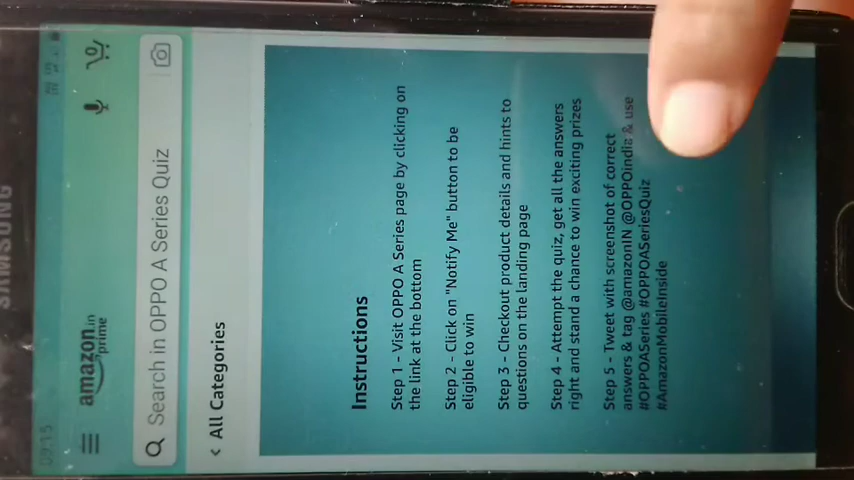 SAMSUNG
09:13
amazon.in
prime
Search in OPPO A Series Quiz
< All Categories
Instructions
Step 1 - Visit OPPO A Series page by clicking on
the link at the bottom
Step 2 - Click on "Notify Me" button to be
eligible to win
Step 3 - Checkout product details and hints to
questions on the landing page
Step 4 - Attempt the quiz, get all the answers
right and stand a chance to win exciting prizes
Step 5 - Tweet with screenshot of correct
answers & tag @amazonIN @OPPOindia & use
#OPPOASeries #OPPOASeriesQuiz
#AmazonMobileInside